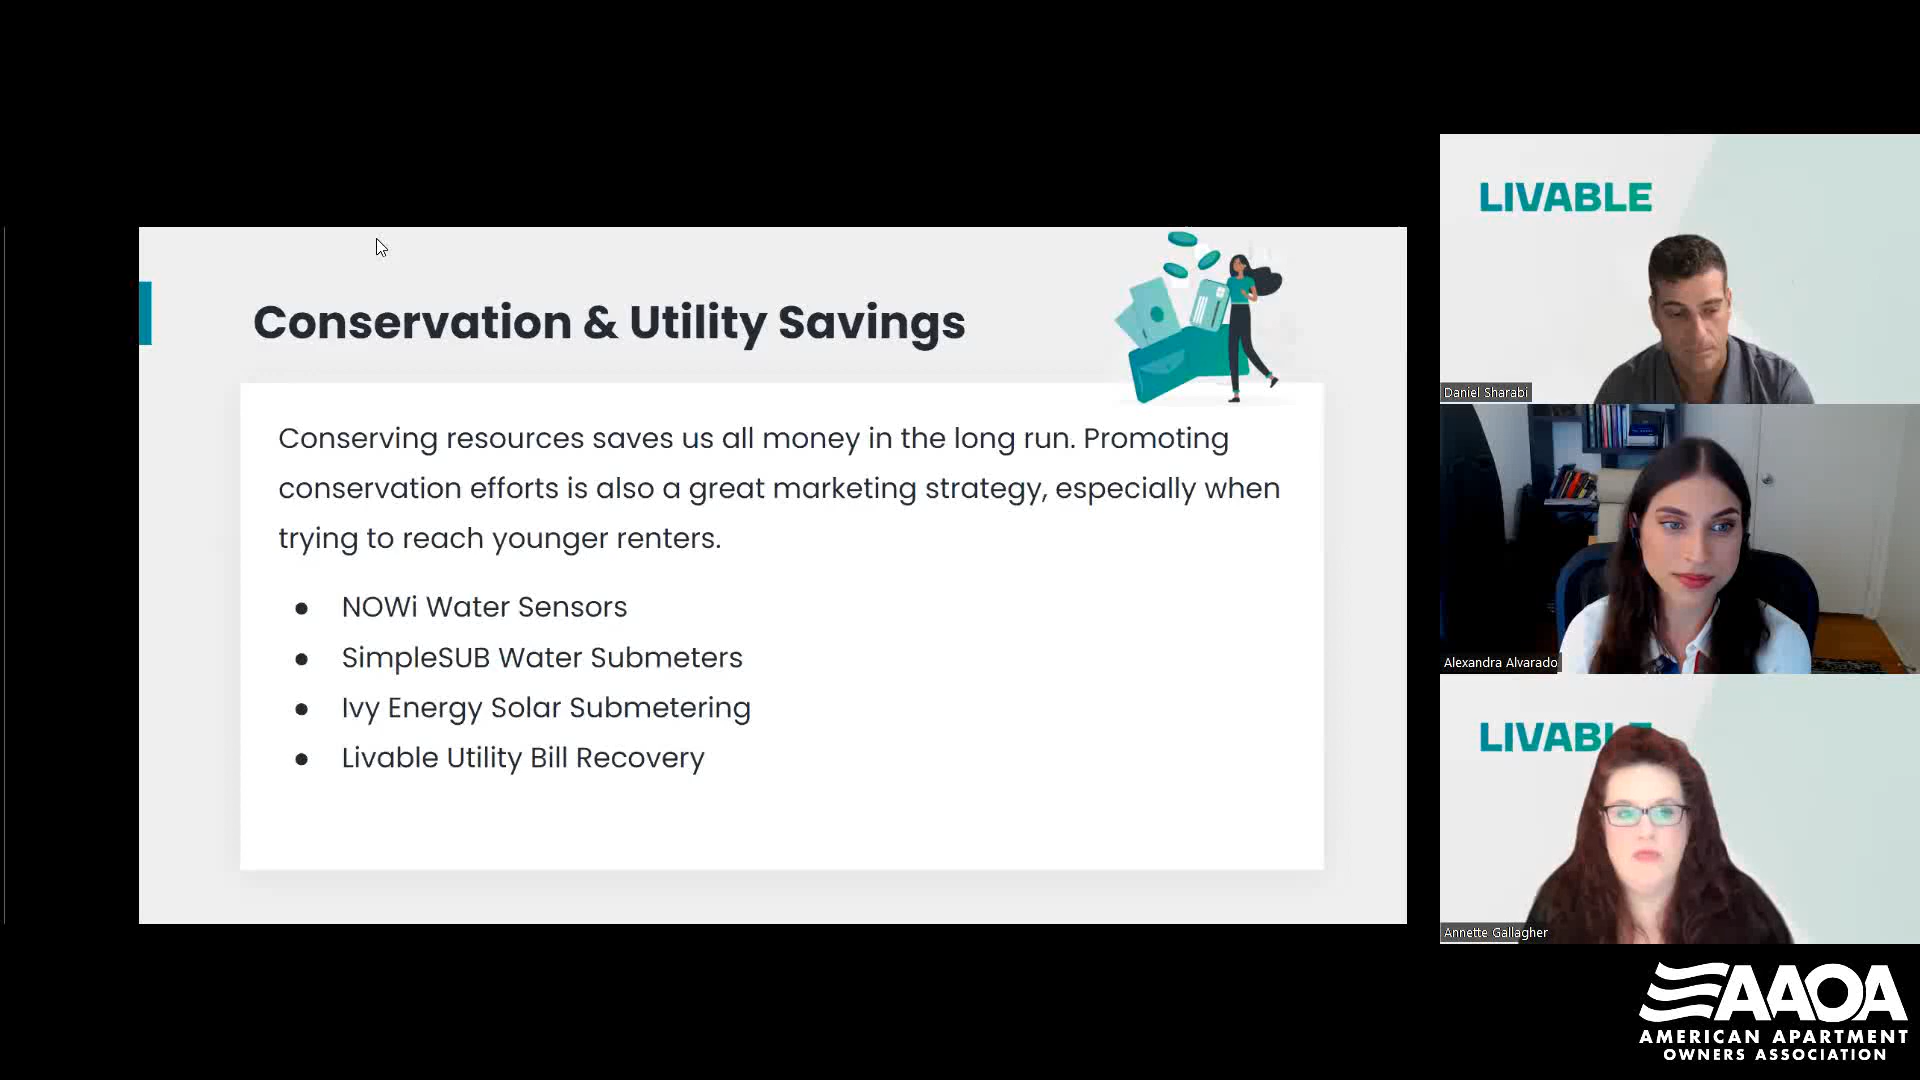 Conservation & Utility Savings
Conserving resources saves us all money in the long run. Promoting
conservation efforts is also a great marketing strategy, especially when
trying to reach younger renters.
● NOWi Water Sensors
● SimpleSUB Water Submeters
● Ivy Energy Solar Submetering
● Livable Utility Bill Recovery
LIVABLE
Daniel Sharabi
Alexandra Alvarado
LIVABLE
Annette Gallagher
AAOA
AMERICAN APARTMENT
OWNERS ASSOCIATION